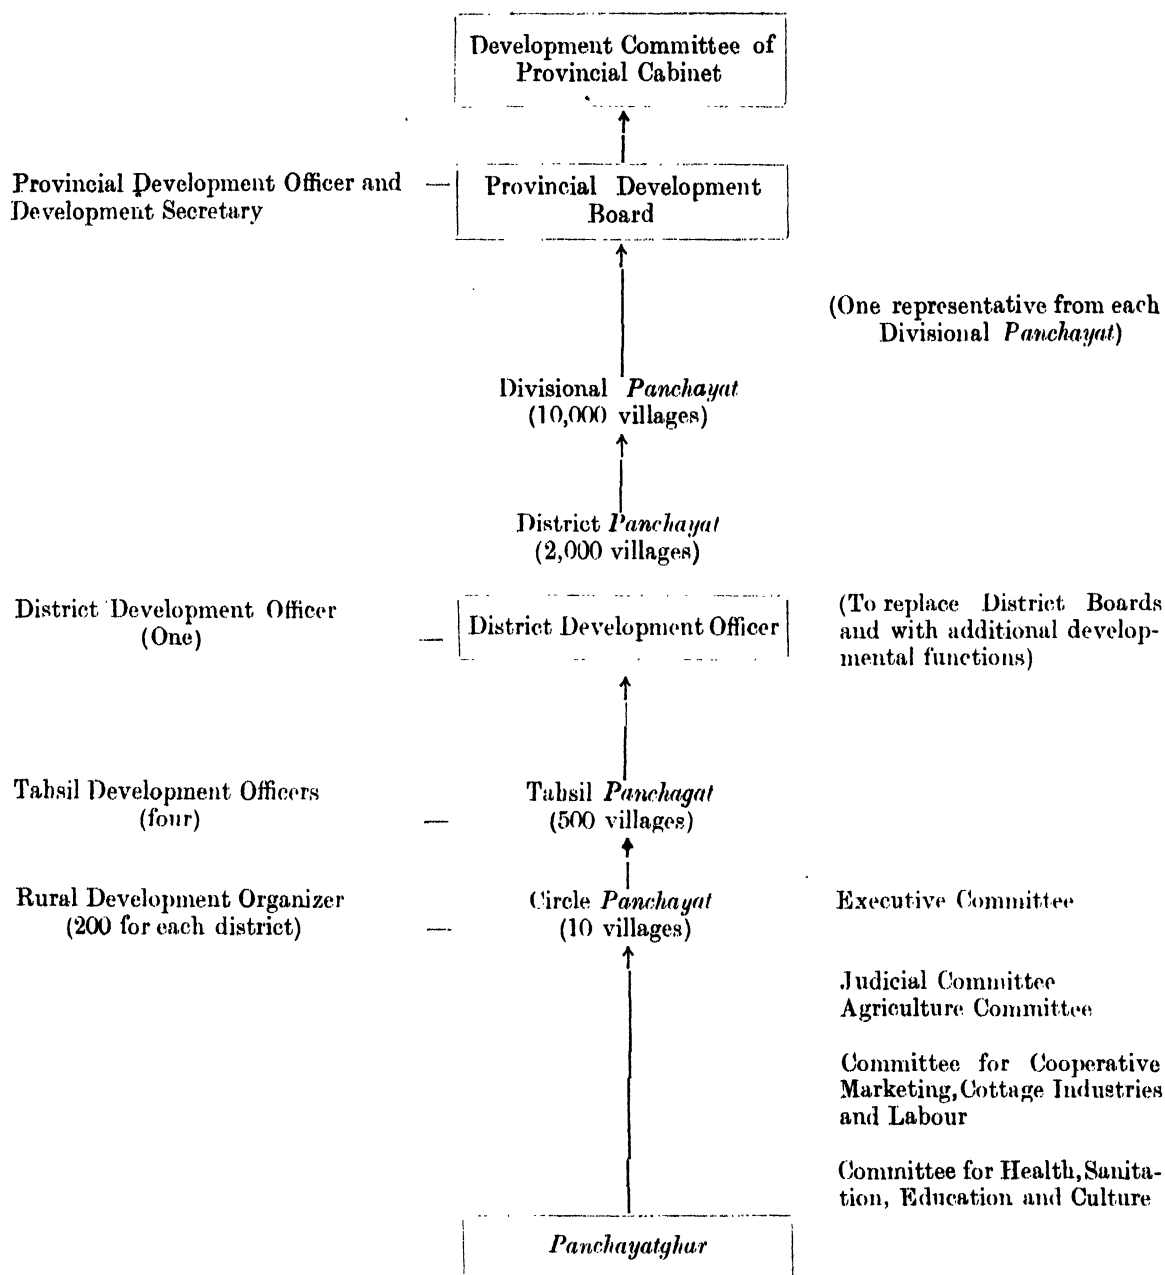 Development Committee of
Provincial Cabinet
Provincial Development Officer and
Development Secretary
—
Provincial Development
Board
(One representative from each
Divisional Panchayat)
Divisional Panchayat
(10,000 villages)
District Panchayat
(2,000 villages)
District Development Officer
(One)
—
District Development Officer
(To replace District Boards
and with additional develop-
mental functions)
Tahsil Development Officers
(four)
—
Tahsil Panchagat
(500 villages)
Rural Development Organizer
(200 for each district)
—
Circle Panchayat
(10 villages)
Executive Committee
Judicial Committee
Agriculture Committee
Committee for Cooperative
Marketing, Cottage Industries
and Labour
Committee for Health, Sanita-
tion, Education and Culture
Panchayatghur